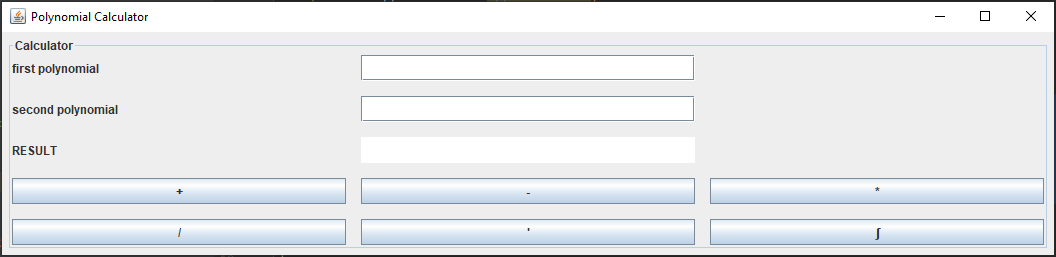 Polynomial Calculator
Calculator
first polynomial
second polynomial
RESULT
+ - *
/ ' ∫